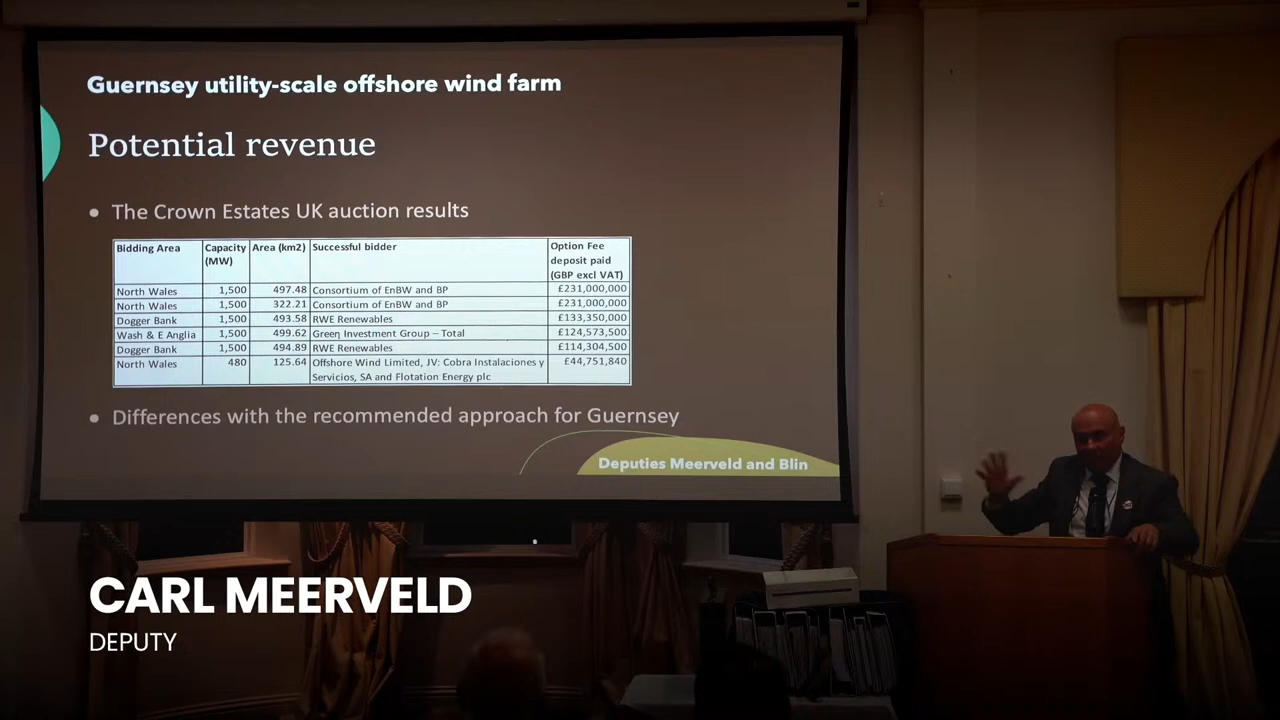 Guernsey utility-scale offshore wind farm
Potential revenue
• The Crown Estates UK auction results
Bidding Area Capacity (MW) Area (km2) Successful bidder Option Fee deposit paid (GBP excl VAT)
North Wales 1,500 497.48 Consortium of EnBW and BP £231,000,000
North Wales 1,500 322.21 Consortium of EnBW and BP £231,000,000
Dogger Bank 1,500 493.58 RWE Renewables £133,350,000
Wash & E Anglia 1,500 499.62 Green Investment Group – Total £124,573,500
Dogger Bank 1,500 494.89 RWE Renewables £114,304,500
North Wales 480 125.64 Offshore Wind Limited, JV: Cobra Instalaciones y £44,751,840
Servicios, SA and Flotation Energy plc
• Differences with the recommended approach for Guernsey
Deputies Meerveld and Blin
CARL MEERVELD
DEPUTY